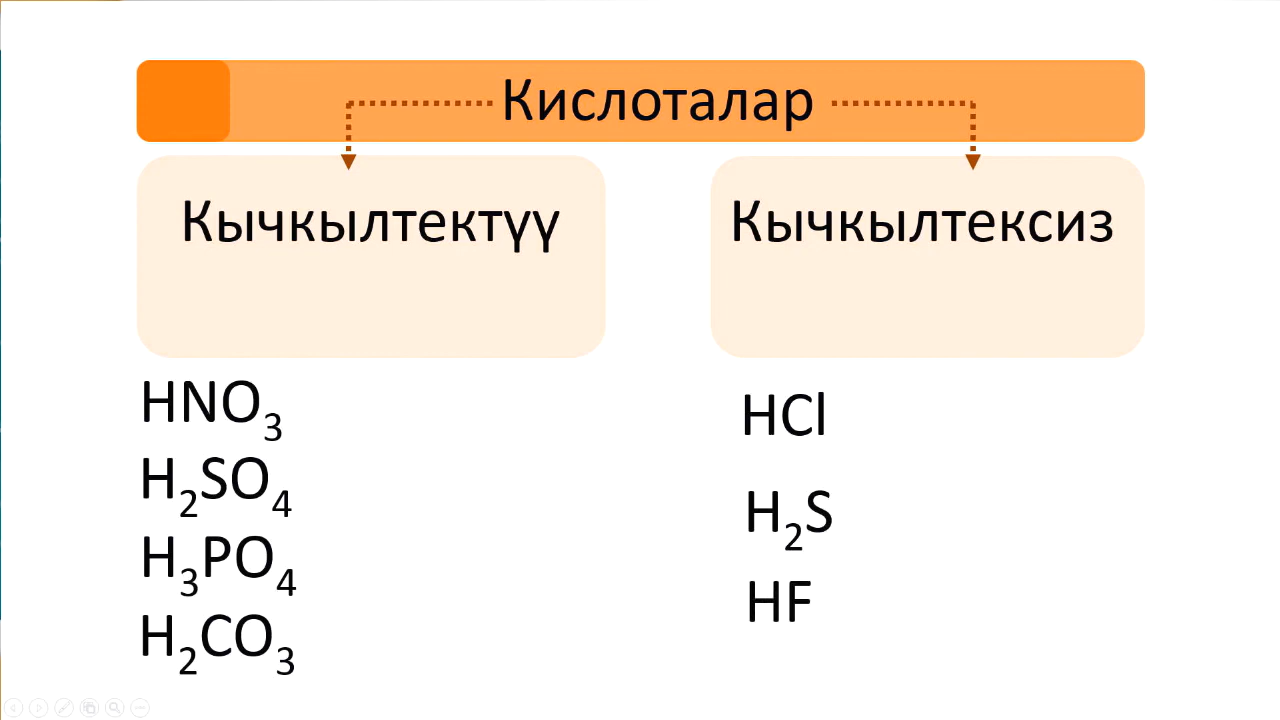 Кислоталар
Кычкылтектүү
Кычкылтексиз
HNO₃
H₂SO₄
H₃PO₄
H₂CO₃
HCl
H₂S
HF